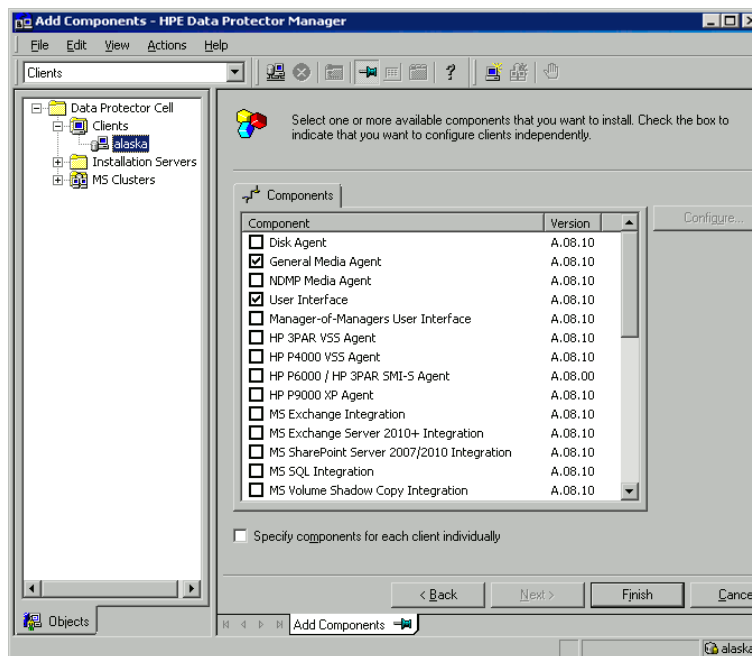 Add Components - HPE Data Protector Manager
File Edit View Actions Help
Clients
Data Protector Cell
Clients
alaska
Installation Servers
MS Clusters
Objects
Select one or more available components that you want to install. Check the box to
indicate that you want to configure clients independently.
Components
Configure...
Component Version
Disk Agent A.08.10
General Media Agent A.08.10
NDMP Media Agent A.08.10
User Interface A.08.10
Manager-of-Managers User Interface A.08.10
HP 3PAR VSS Agent A.08.10
HP P4000 VSS Agent A.08.10
HP P6000 / HP 3PAR SMI-S Agent A.08.00
HP P9000 XP Agent A.08.10
MS Exchange Integration A.08.10
MS Exchange Server 2010+ Integration A.08.10
MS SharePoint Server 2007/2010 Integration A.08.10
MS SQL Integration A.08.10
MS Volume Shadow Copy Integration A.08.10
Specify components for each client individually
< Back Next > Finish Cance
Add Components
alaska